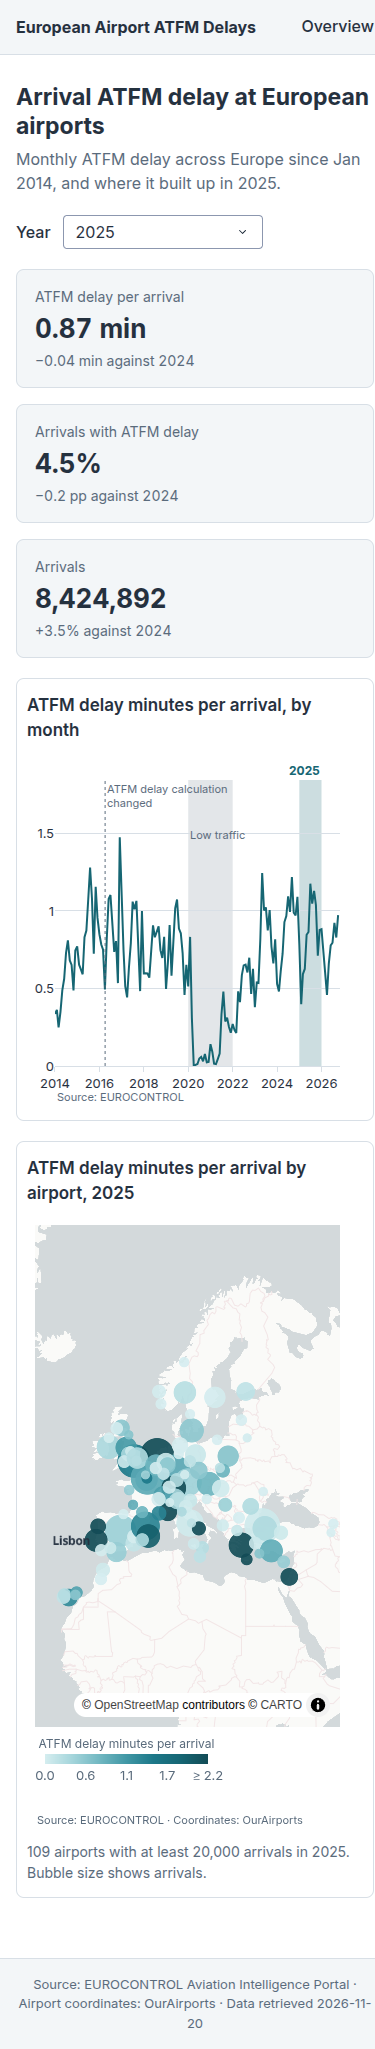 European Airport ATFM Delays
Overview
Arrival ATFM delay at European
airports
Monthly ATFM delay across Europe since Jan
2014, and where it built up in 2025.
Year
2025
ATFM delay per arrival
0.87 min
−0.04 min against 2024
Arrivals with ATFM delay
4.5%
−0.2 pp against 2024
Arrivals
8,424,892
+3.5% against 2024
ATFM delay minutes per arrival, by
month
2025
ATFM delay calculation
changed
Low traffic
1.5
1
0.5
0
2014 2016 2018 2020 2022 2024 2026
Source: EUROCONTROL
ATFM delay minutes per arrival by
airport, 2025
Lisbon
© OpenStreetMap contributors © CARTO
ATFM delay minutes per arrival
0.0 0.6 1.1 1.7 ≥ 2.2
Source: EUROCONTROL · Coordinates: OurAirports
109 airports with at least 20,000 arrivals in 2025.
Bubble size shows arrivals.
Source: EUROCONTROL Aviation Intelligence Portal ·
Airport coordinates: OurAirports · Data retrieved 2026-11-
20